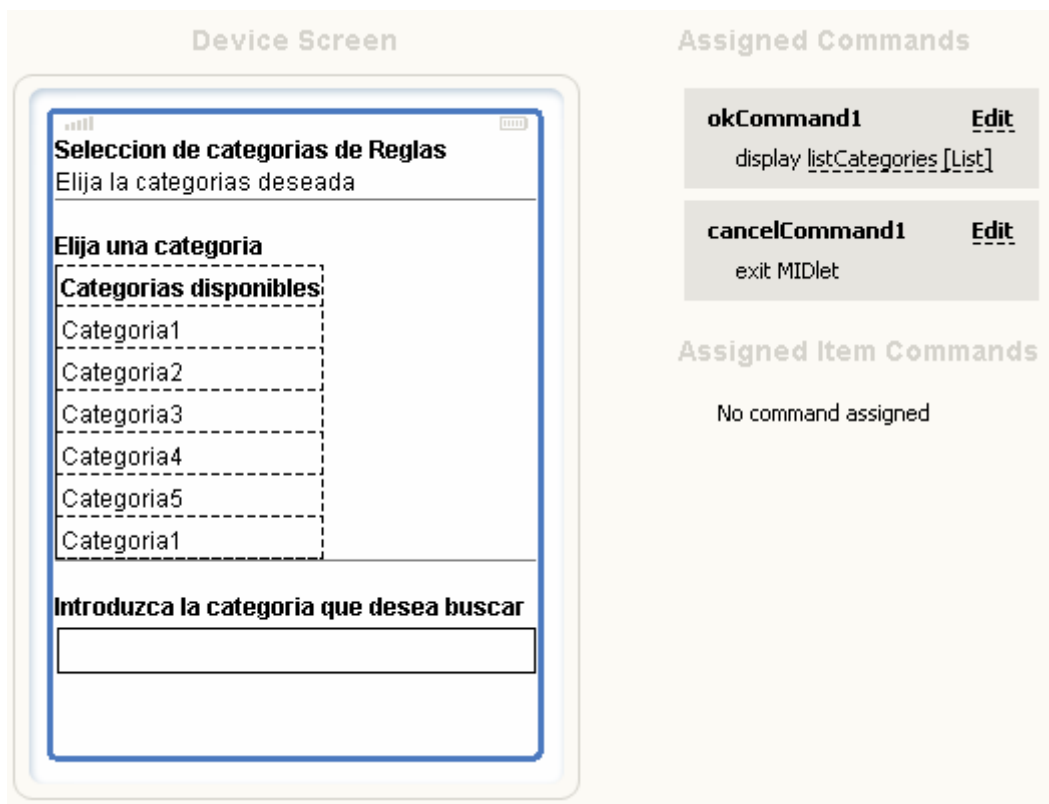 Device Screen
Seleccion de categorias de Reglas
Elija la categorias deseada
Elija una categoria
Categorias disponibles
Categoria1
Categoria2
Categoria3
Categoria4
Categoria5
Categoria1
Introduzca la categoria que desea buscar
Assigned Commands
okCommand1 Edit
display listCategories [List]
cancelCommand1 Edit
exit MIDlet
Assigned Item Commands
No command assigned